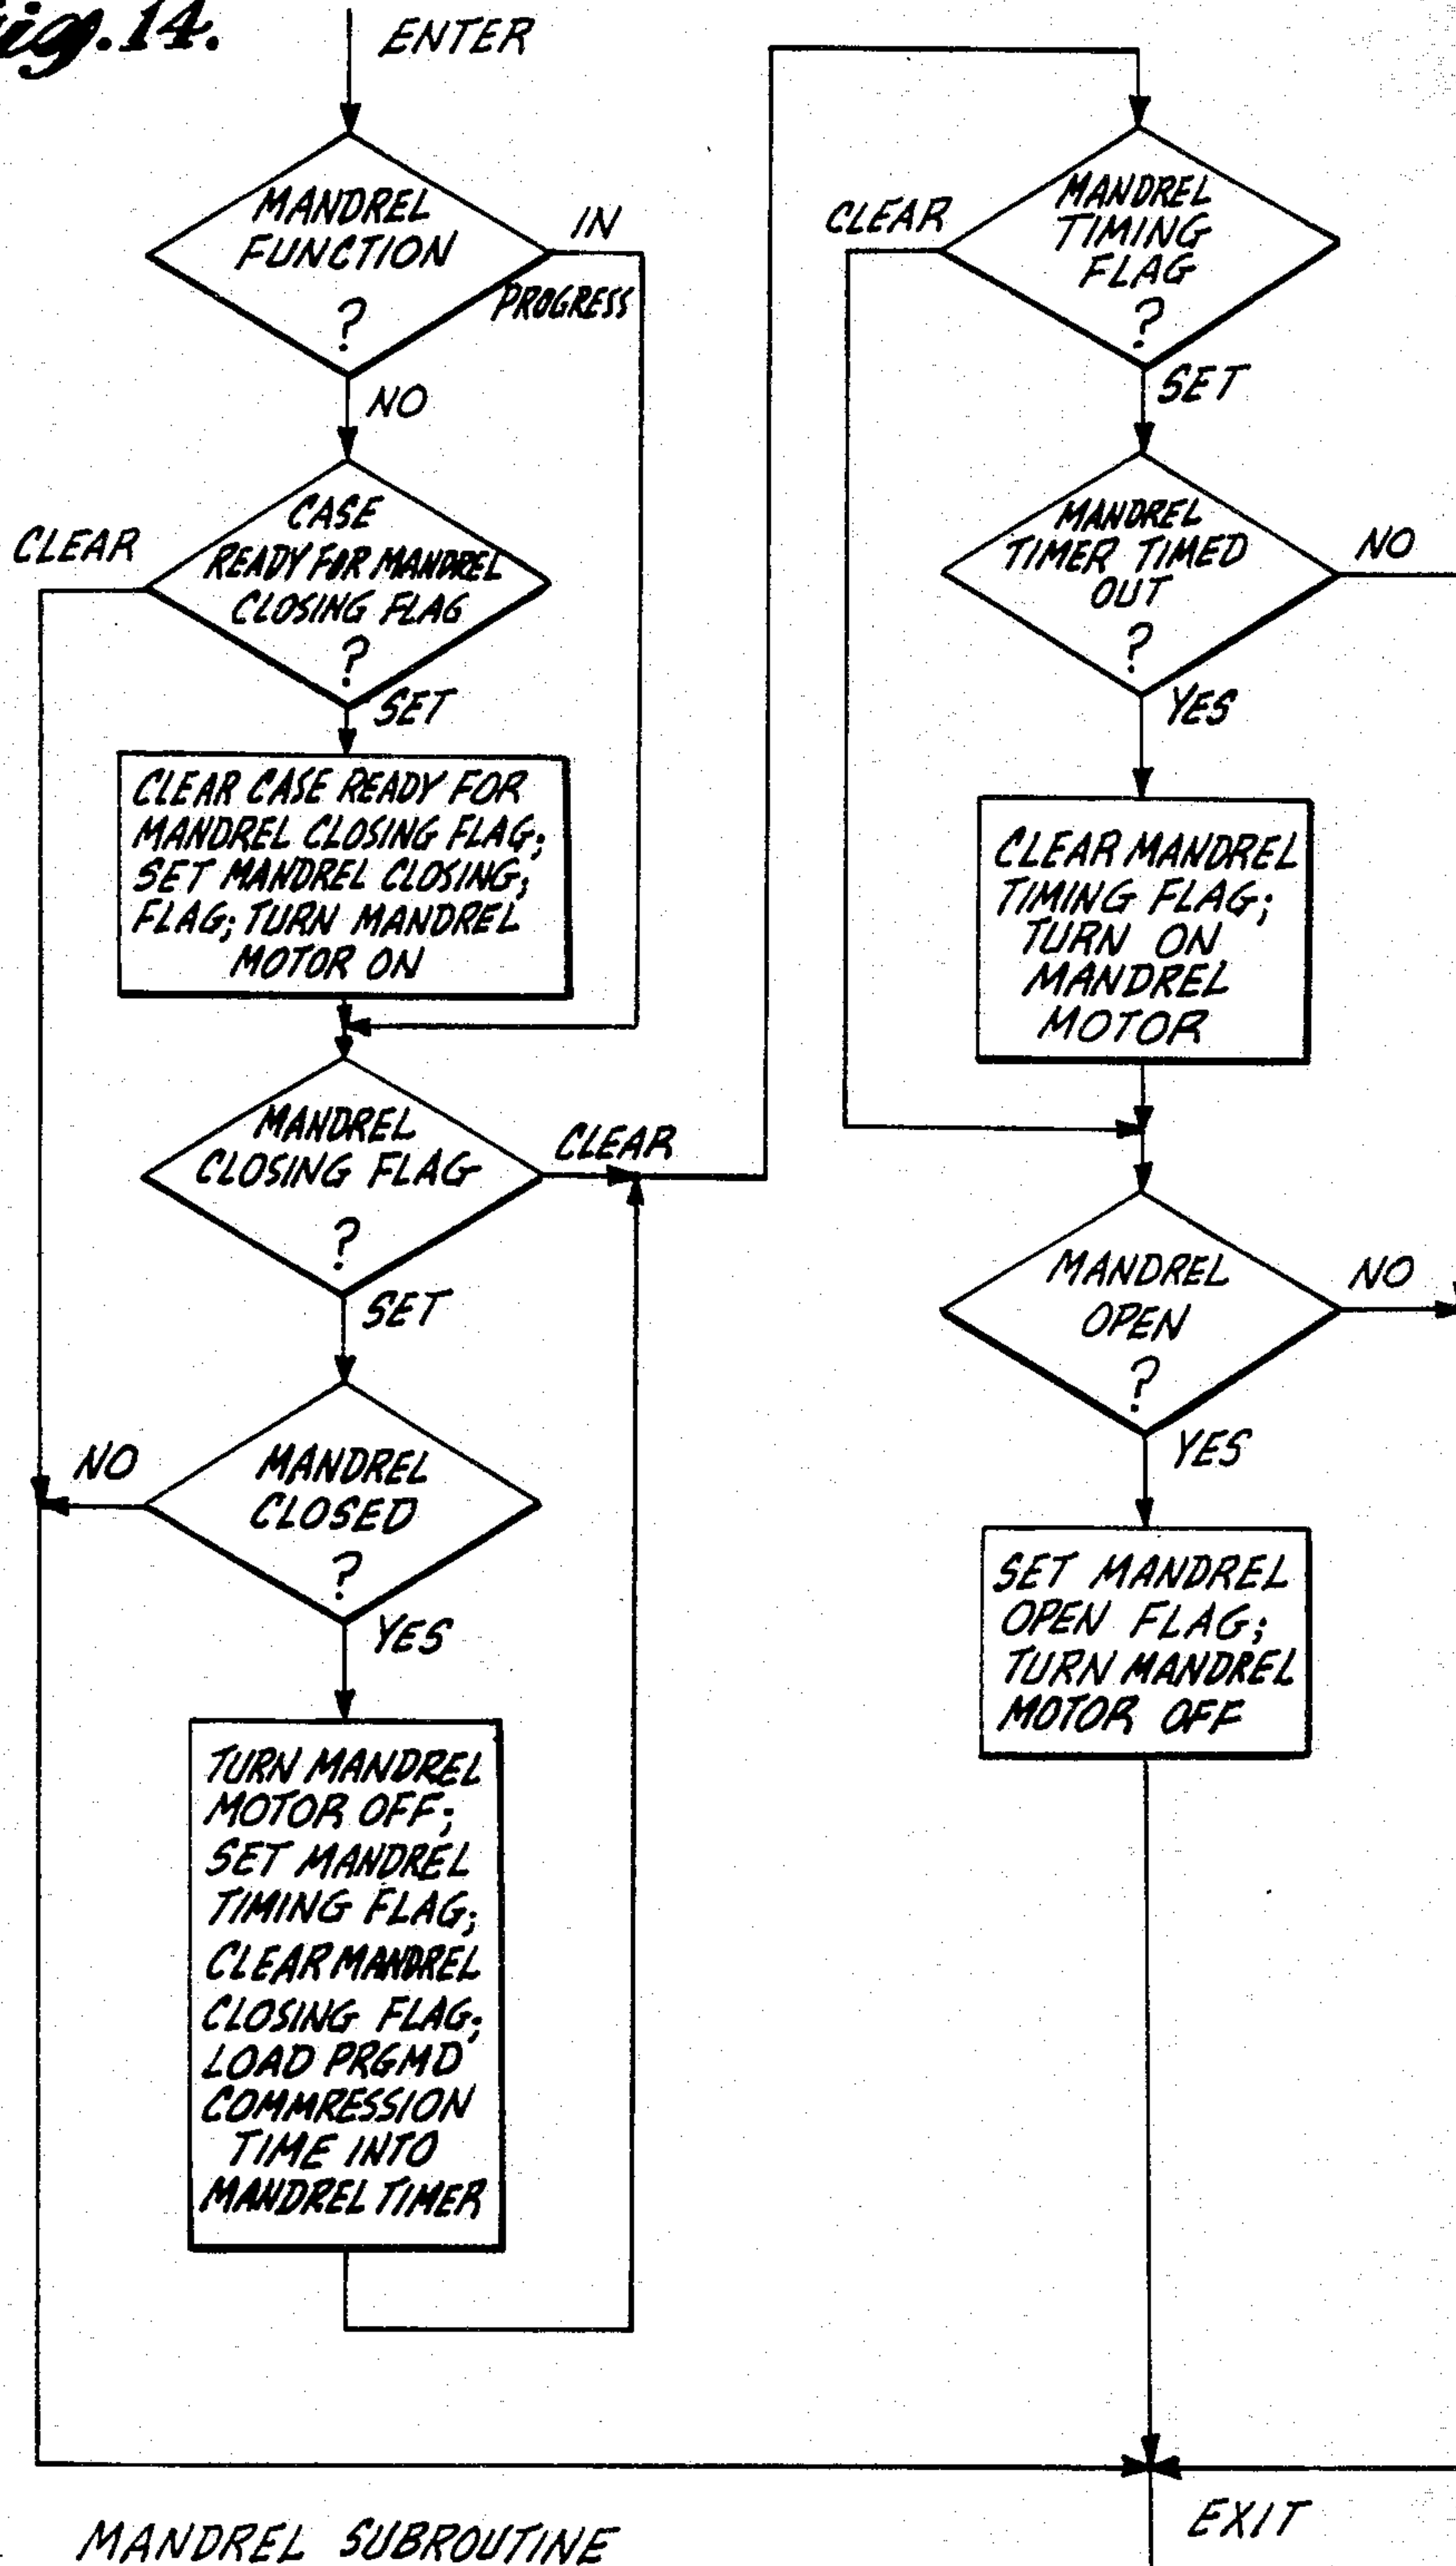 ig. 14.
ENTER
MANDREL
FUNCTION
?
IN
PROGRESS
NO
CASE
READY FOR MANDREL
CLOSING FLAG
?
CLEAR
SET
CLEAR CASE READY FOR
MANDREL CLOSING FLAG;
SET MANDREL CLOSING;
FLAG; TURN MANDREL
MOTOR ON
MANDREL
CLOSING FLAG
?
CLEAR
SET
MANDREL
CLOSED
?
NO
YES
TURN MANDREL
MOTOR OFF;
SET MANDREL
TIMING FLAG;
CLEAR MANDREL
CLOSING FLAG;
LOAD PRGMD
COMMRESSION
TIME INTO
MANDREL TIMER
MANDREL
TIMING
FLAG
?
CLEAR
SET
MANDREL
TIMER TIMED
OUT
?
NO
YES
CLEAR MANDREL
TIMING FLAG;
TURN ON
MANDREL
MOTOR
MANDREL
OPEN
?
NO
YES
SET MANDREL
OPEN FLAG;
TURN MANDREL
MOTOR OFF
EXIT
MANDREL SUBROUTINE